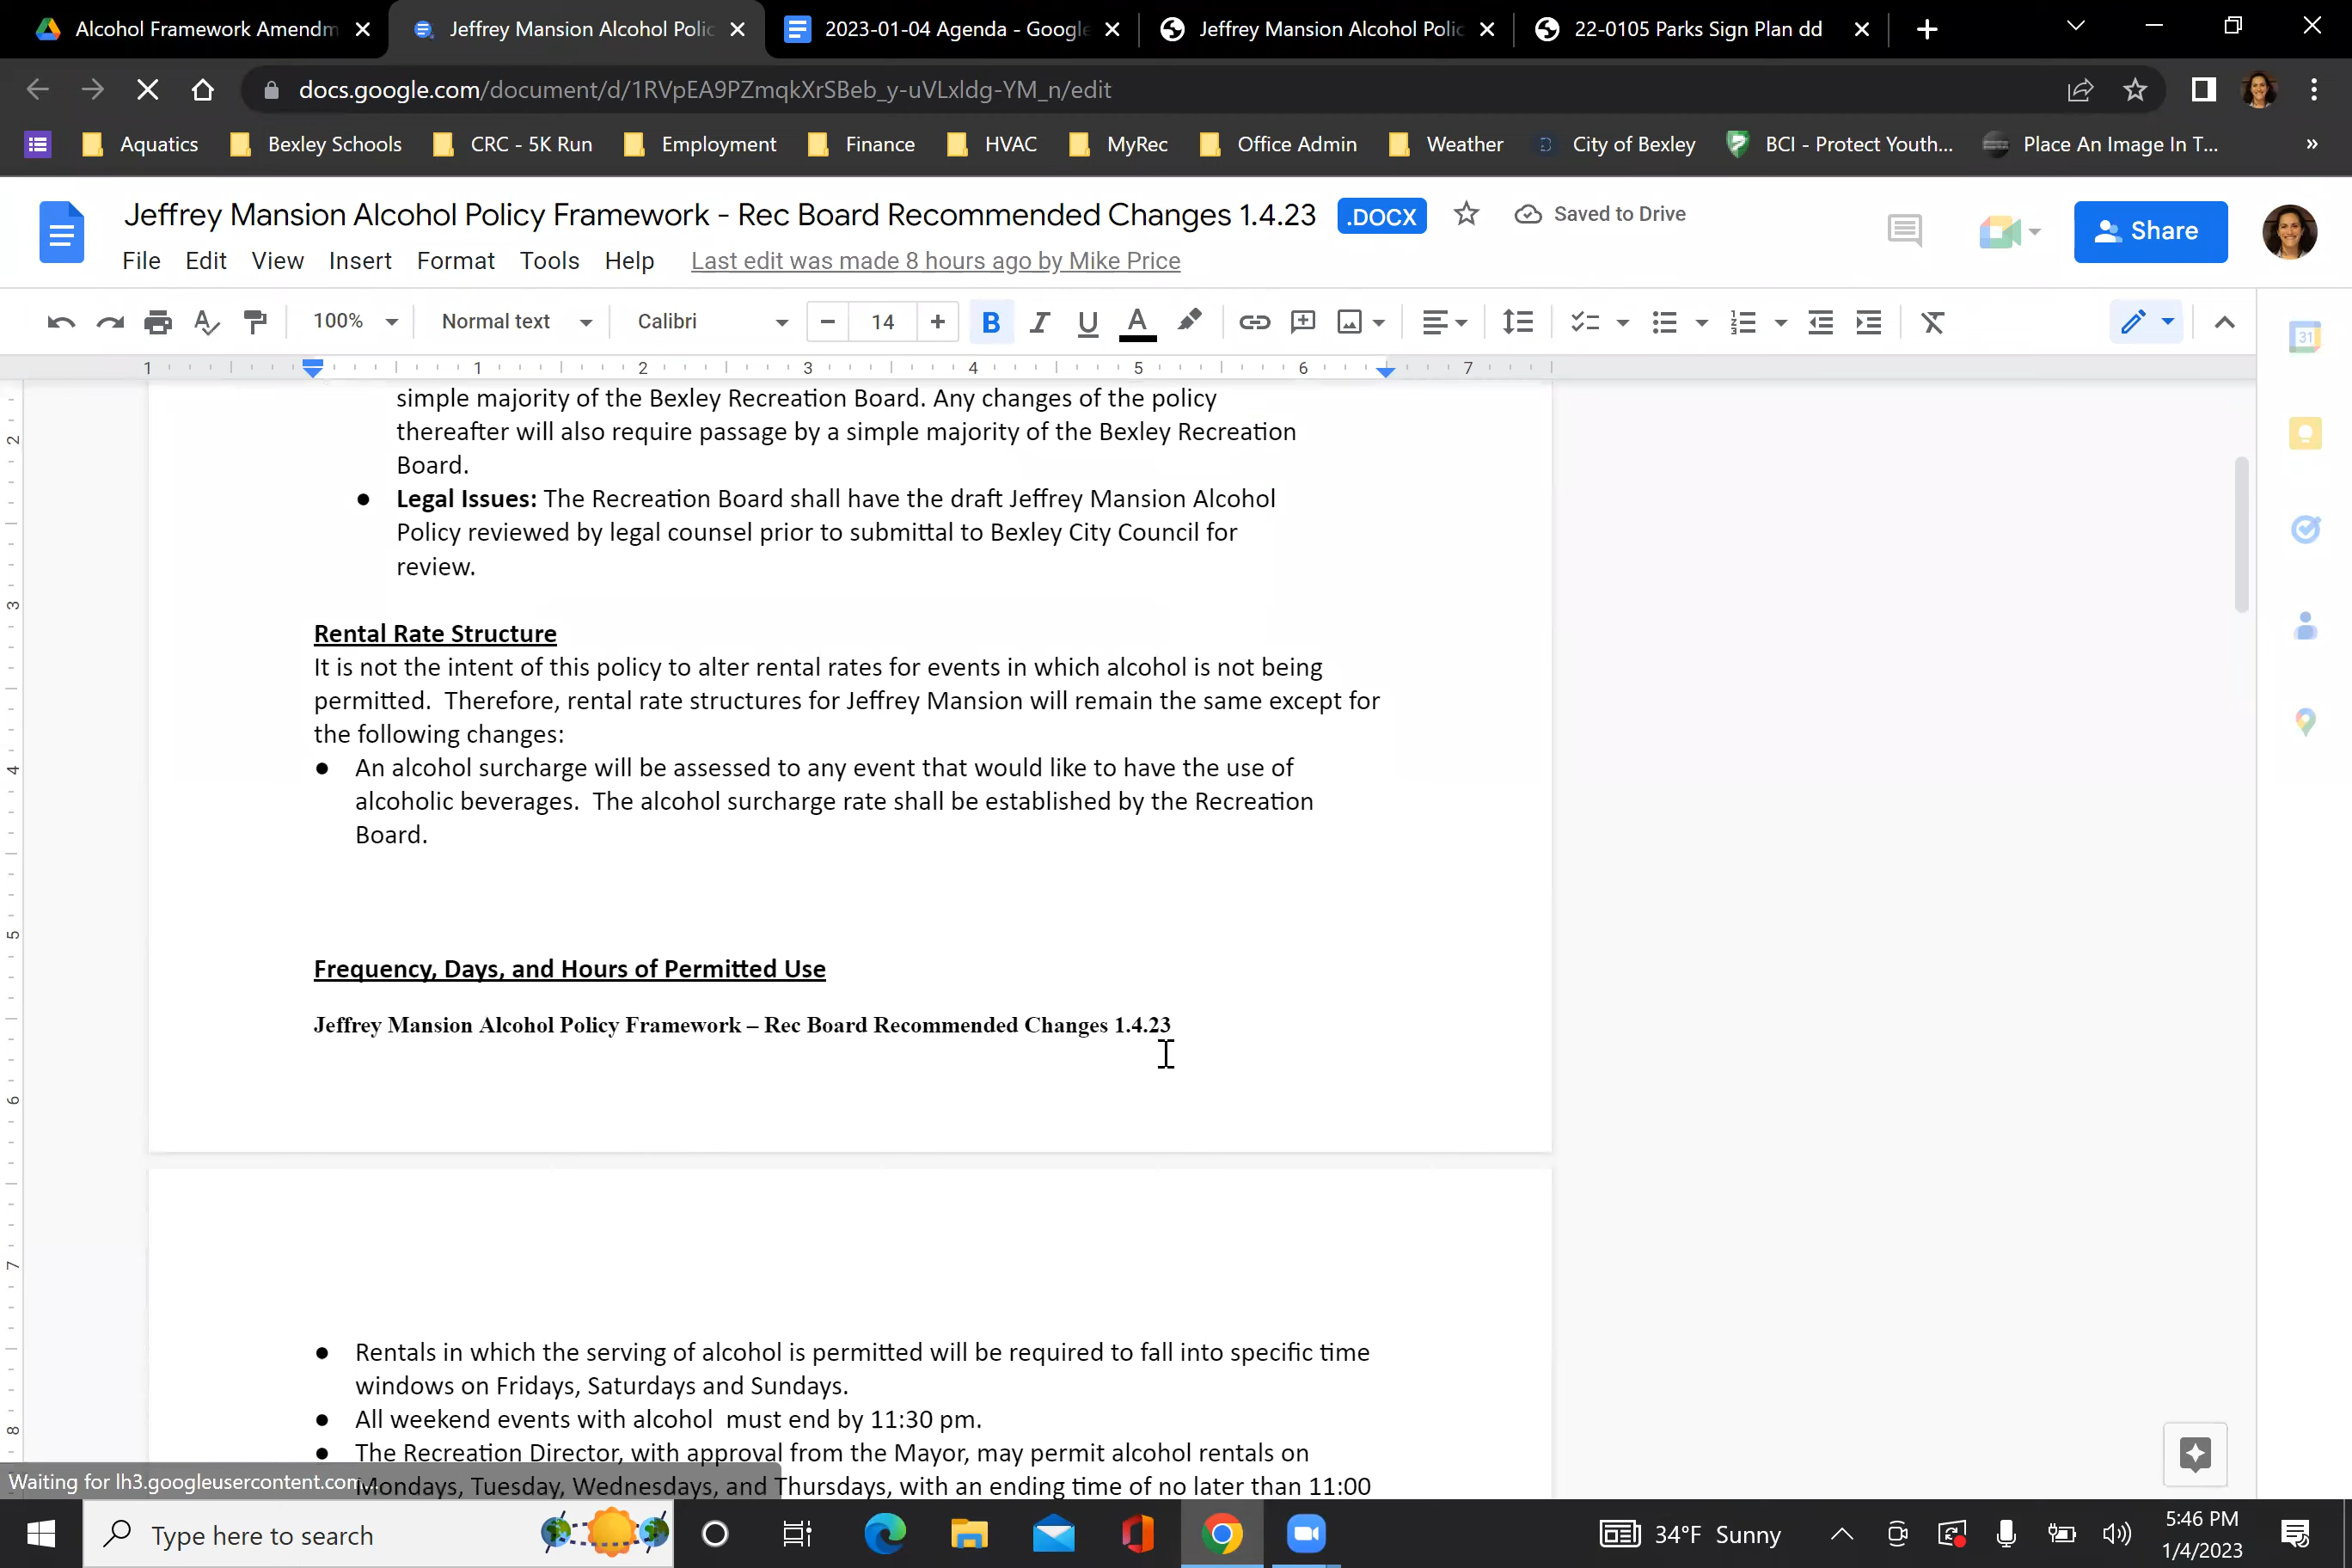 Alcohol Framework Amendm
Jeffrey Mansion Alcohol Polic
2023-01-04 Agenda - Google
Jeffrey Mansion Alcohol Polic
22-0105 Parks Sign Plan dd
docs.google.com/document/d/1RVpEA9PZmqkXrSBeb_y-uVLxldg-YM_n/edit
Aquatics
Bexley Schools
CRC - 5K Run
Employment
Finance
HVAC
MyRec
Office Admin
Weather
City of Bexley
BCI - Protect Youth...
Place An Image In T...
Jeffrey Mansion Alcohol Policy Framework - Rec Board Recommended Changes 1.4.23
.DOCX
Saved to Drive
Share
File Edit View Insert Format Tools Help
Last edit was made 8 hours ago by Mike Price
100%
Normal text
Calibri
14
1 1 2 3 4 5 6 7
simple majority of the Bexley Recreation Board. Any changes of the policy
thereafter will also require passage by a simple majority of the Bexley Recreation
Board.
● Legal Issues: The Recreation Board shall have the draft Jeffrey Mansion Alcohol
Policy reviewed by legal counsel prior to submittal to Bexley City Council for
review.
Rental Rate Structure
It is not the intent of this policy to alter rental rates for events in which alcohol is not being
permitted.  Therefore, rental rate structures for Jeffrey Mansion will remain the same except for
the following changes:
● An alcohol surcharge will be assessed to any event that would like to have the use of
alcoholic beverages.  The alcohol surcharge rate shall be established by the Recreation
Board.
Frequency, Days, and Hours of Permitted Use
Jeffrey Mansion Alcohol Policy Framework – Rec Board Recommended Changes 1.4.23
● Rentals in which the serving of alcohol is permitted will be required to fall into specific time
windows on Fridays, Saturdays and Sundays.
● All weekend events with alcohol  must end by 11:30 pm.
● The Recreation Director, with approval from the Mayor, may permit alcohol rentals on
Mondays, Tuesday, Wednesdays, and Thursdays, with an ending time of no later than 11:00
2
3
4
5
6
7
8
31
Waiting for lh3.googleusercontent.com...
Type here to search
34°F Sunny
5:46 PM
1/4/2023